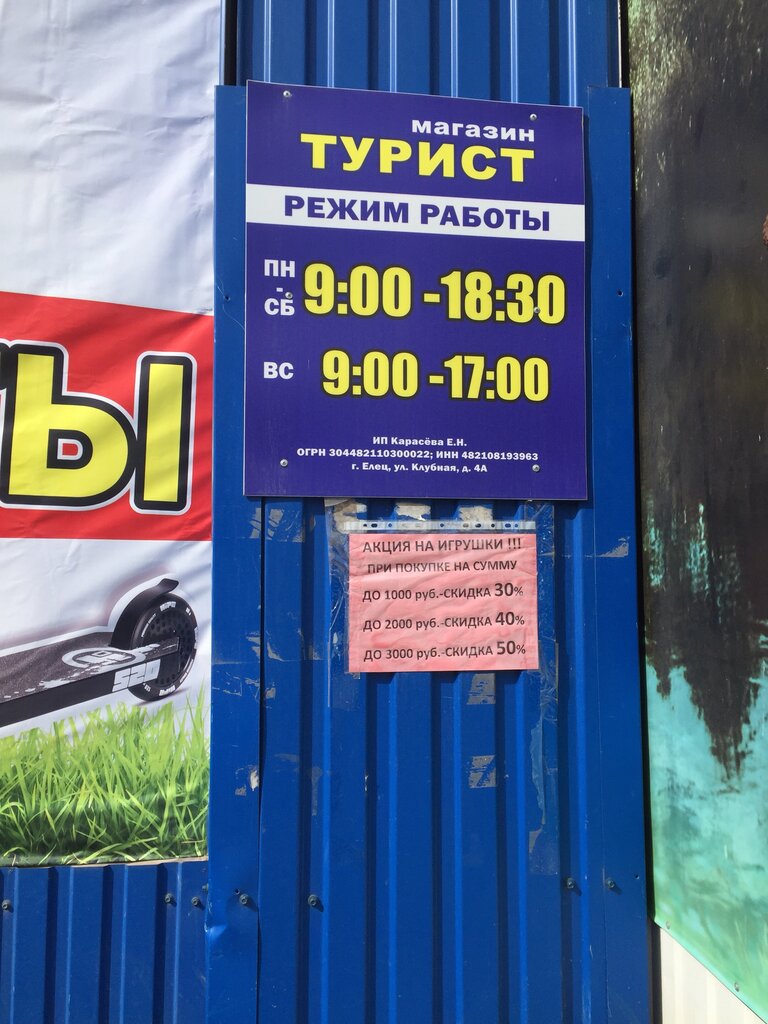 магазин
ТУРИСТ
РЕЖИМ РАБОТЫ
ПН
-
СБ
9:00 -18:30
ВС
9:00 -17:00
ИП Карасёва Е.Н.
ОГРН 304482110300022; ИНН 482108193963
г. Елец, ул. Клубная, д. 4А
АКЦИЯ НА ИГРУШКИ !!!
ПРИ ПОКУПКЕ НА СУММУ
ДО 1000 руб.-СКИДКА 30%
ДО 2000 руб.-СКИДКА 40%
ДО 3000 руб.-СКИДКА 50%
Ы